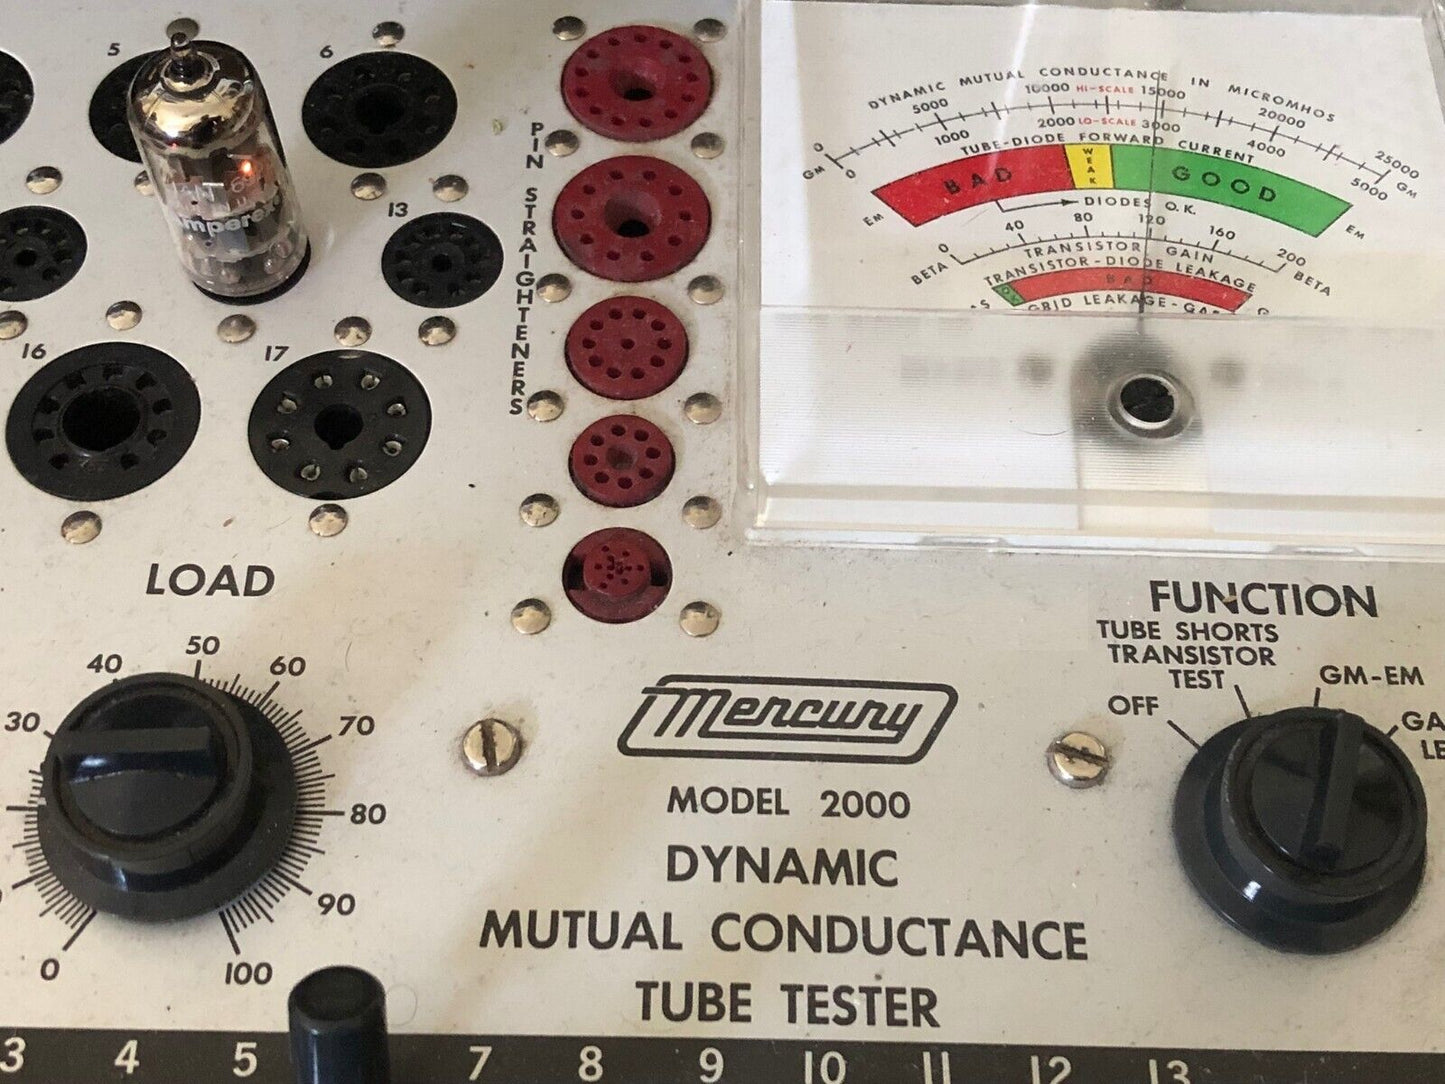 5
6
13
16
17
PIN STRAIGHTENERS
amperex
DYNAMIC MUTUAL CONDUCTANCE IN MICROMHOS
0 5000 10000 HI-SCALE 15000 20000 25000
GM 0 1000 2000 LO-SCALE 3000 4000 5000 GM
TUBE-DIODE FORWARD CURRENT
EM BAD WEAK GOOD EM
DIODES O.K.
BETA 0 40 80 120 160 200 BETA
TRANSISTOR GAIN
TRANSISTOR-DIODE LEAKAGE
BAD
GRID LEAKAGE-GAS
LOAD
0 30 40 50 60 70 80 90 100
FUNCTION
TUBE SHORTS
TRANSISTOR
TEST
OFF
GM-EM
GA
LE
Mercury
MODEL 2000
DYNAMIC
MUTUAL CONDUCTANCE
TUBE TESTER
3 4 5 7 8 9 10 11 12 13